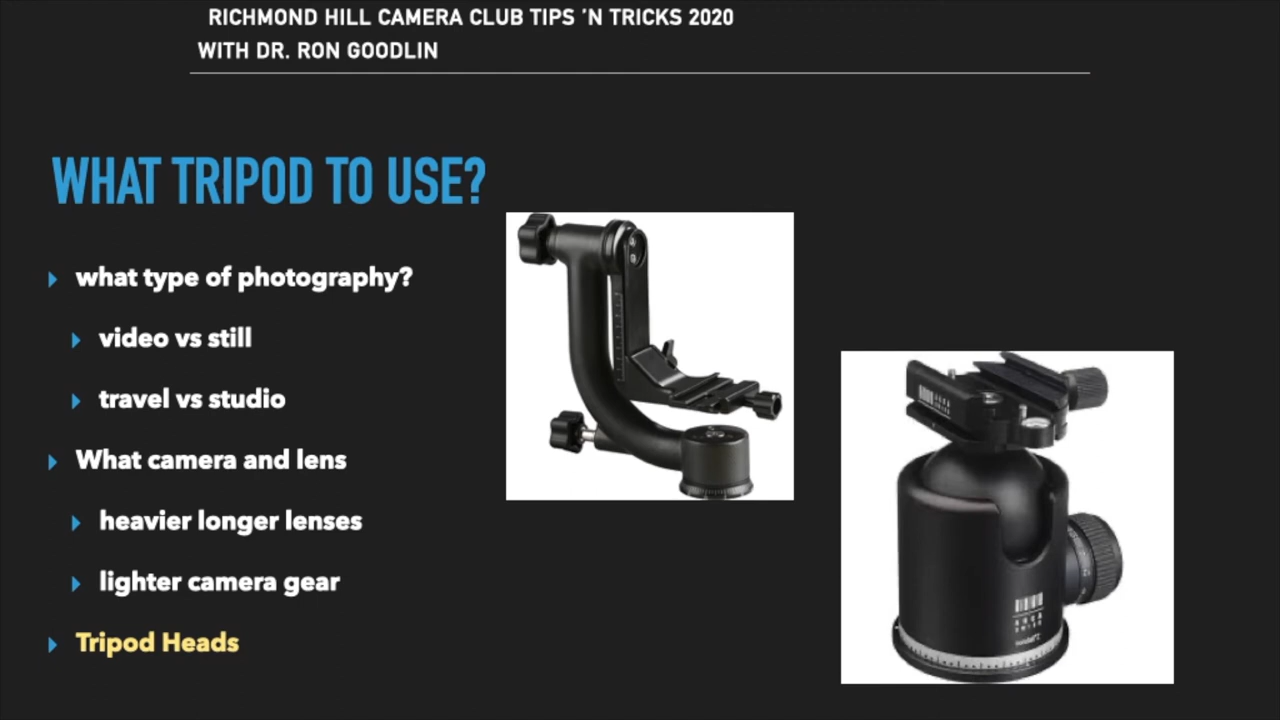 RICHMOND HILL CAMERA CLUB TIPS 'N TRICKS 2020
WITH DR. RON GOODLIN
WHAT TRIPOD TO USE?
what type of photography?
video vs still
travel vs studio
What camera and lens
heavier longer lenses
lighter camera gear
Tripod Heads